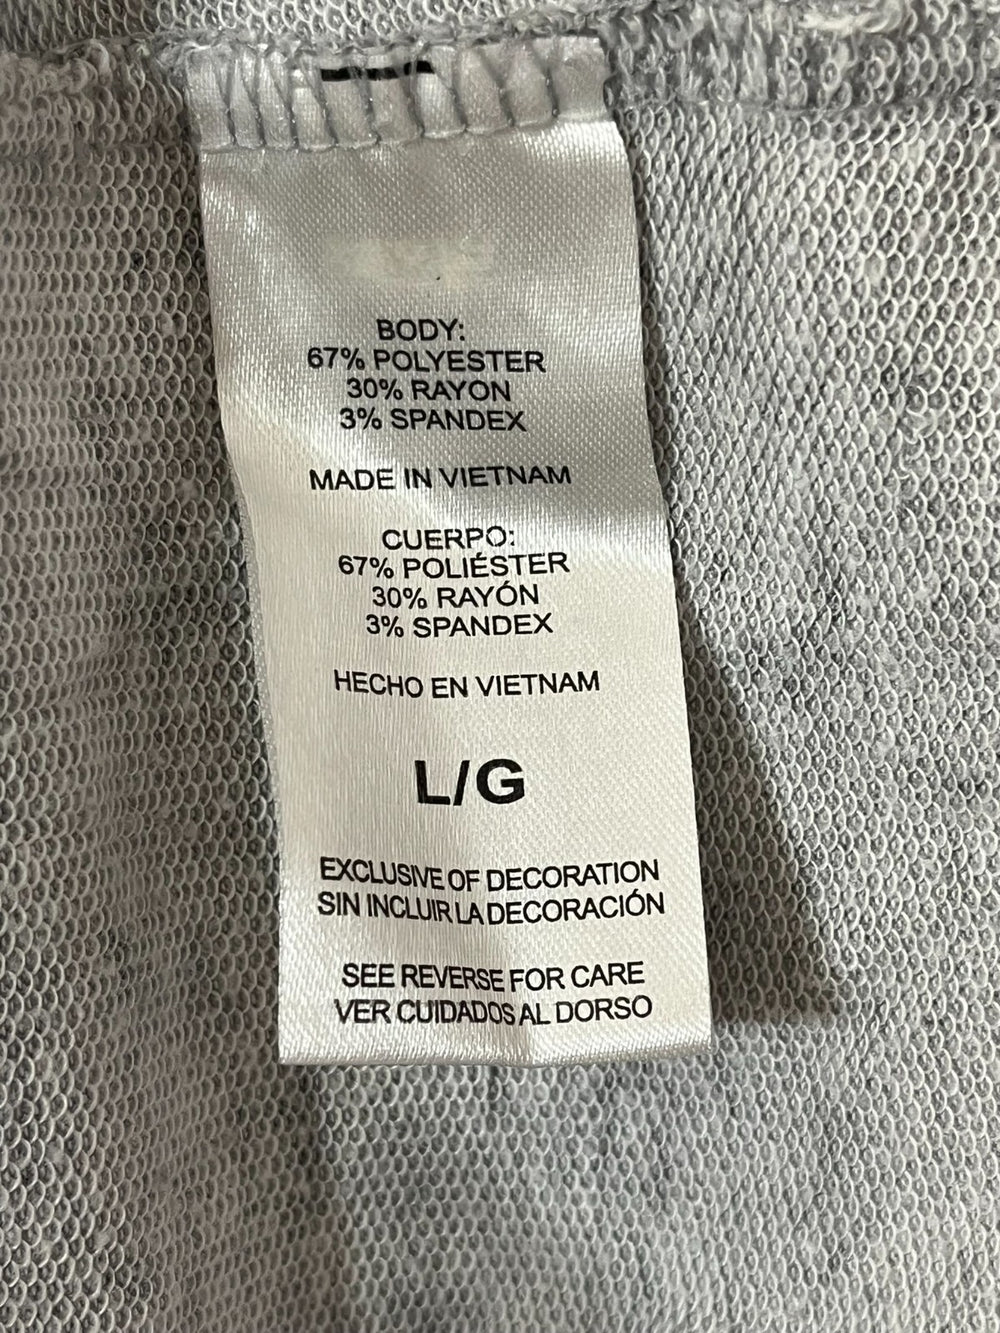 BODY:
67% POLYESTER
30% RAYON
3% SPANDEX
MADE IN VIETNAM
CUERPO:
67% POLIÉSTER
30% RAYÓN
3% SPANDEX
HECHO EN VIETNAM
L/G
EXCLUSIVE OF DECORATION
SIN INCLUIR LA DECORACIÓN
SEE REVERSE FOR CARE
VER CUIDADOS AL DORSO